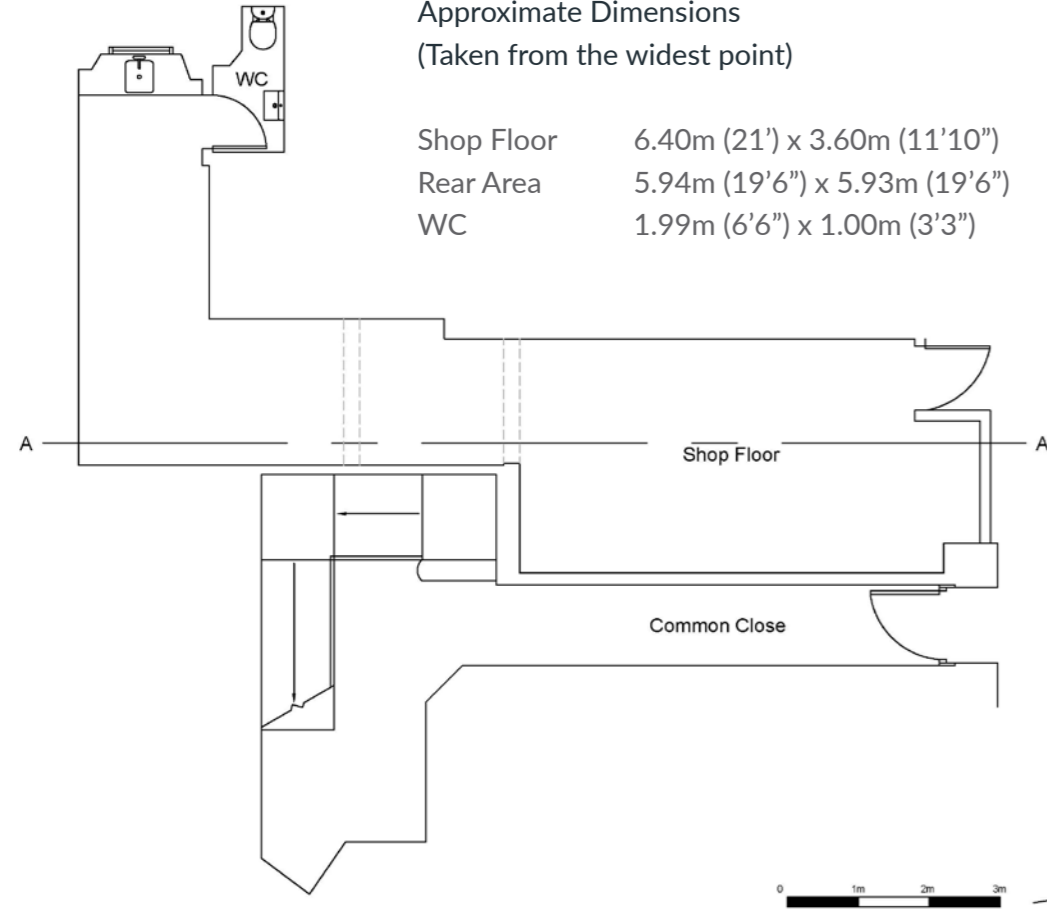 Approximate Dimensions
(Taken from the widest point)
Shop Floor 6.40m (21’) x 3.60m (11’10”)
Rear Area 5.94m (19’6”) x 5.93m (19’6”)
WC 1.99m (6’6”) x 1.00m (3’3”)
WC
A A
Shop Floor
Common Close
0 1m 2m 3m